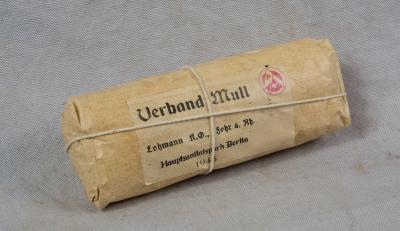 Verband Mull
Lohmann K.G., Fahr a. Rh.
Hauptsanitätspark Berlin
1943